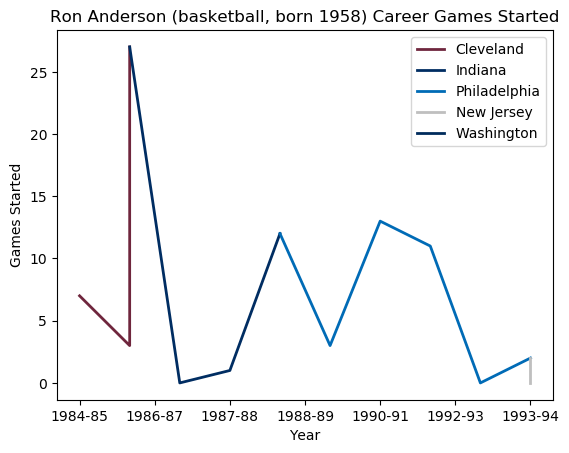 Ron Anderson (basketball, born 1958) Career Games Started
Cleveland
Indiana
Philadelphia
New Jersey
Washington
25
20
15
10
5
0
Games Started
1984-85 1986-87 1987-88 1988-89 1990-91 1992-93 1993-94
Year